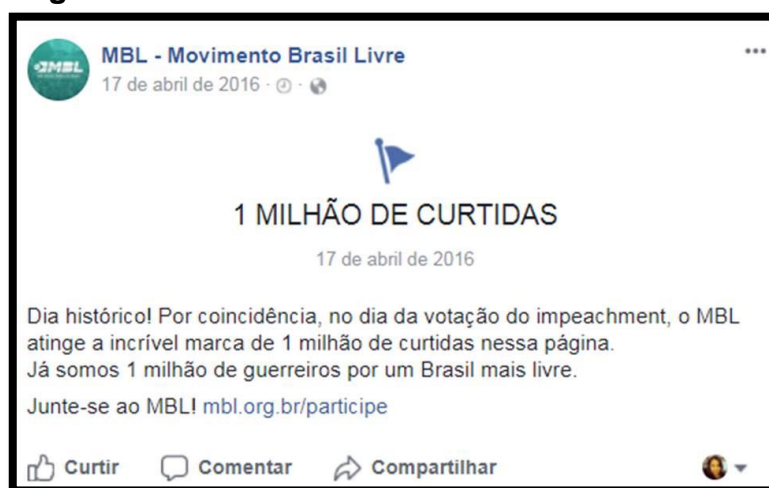 MBL - Movimento Brasil Livre
17 de abril de 2016
MBL
1 MILHÃO DE CURTIDAS
17 de abril de 2016
Dia histórico! Por coincidência, no dia da votação do impeachment, o MBL
atinge a incrível marca de 1 milhão de curtidas nessa página.
Já somos 1 milhão de guerreiros por um Brasil mais livre.
Junte-se ao MBL! mbl.org.br/participe
Curtir Comentar Compartilhar